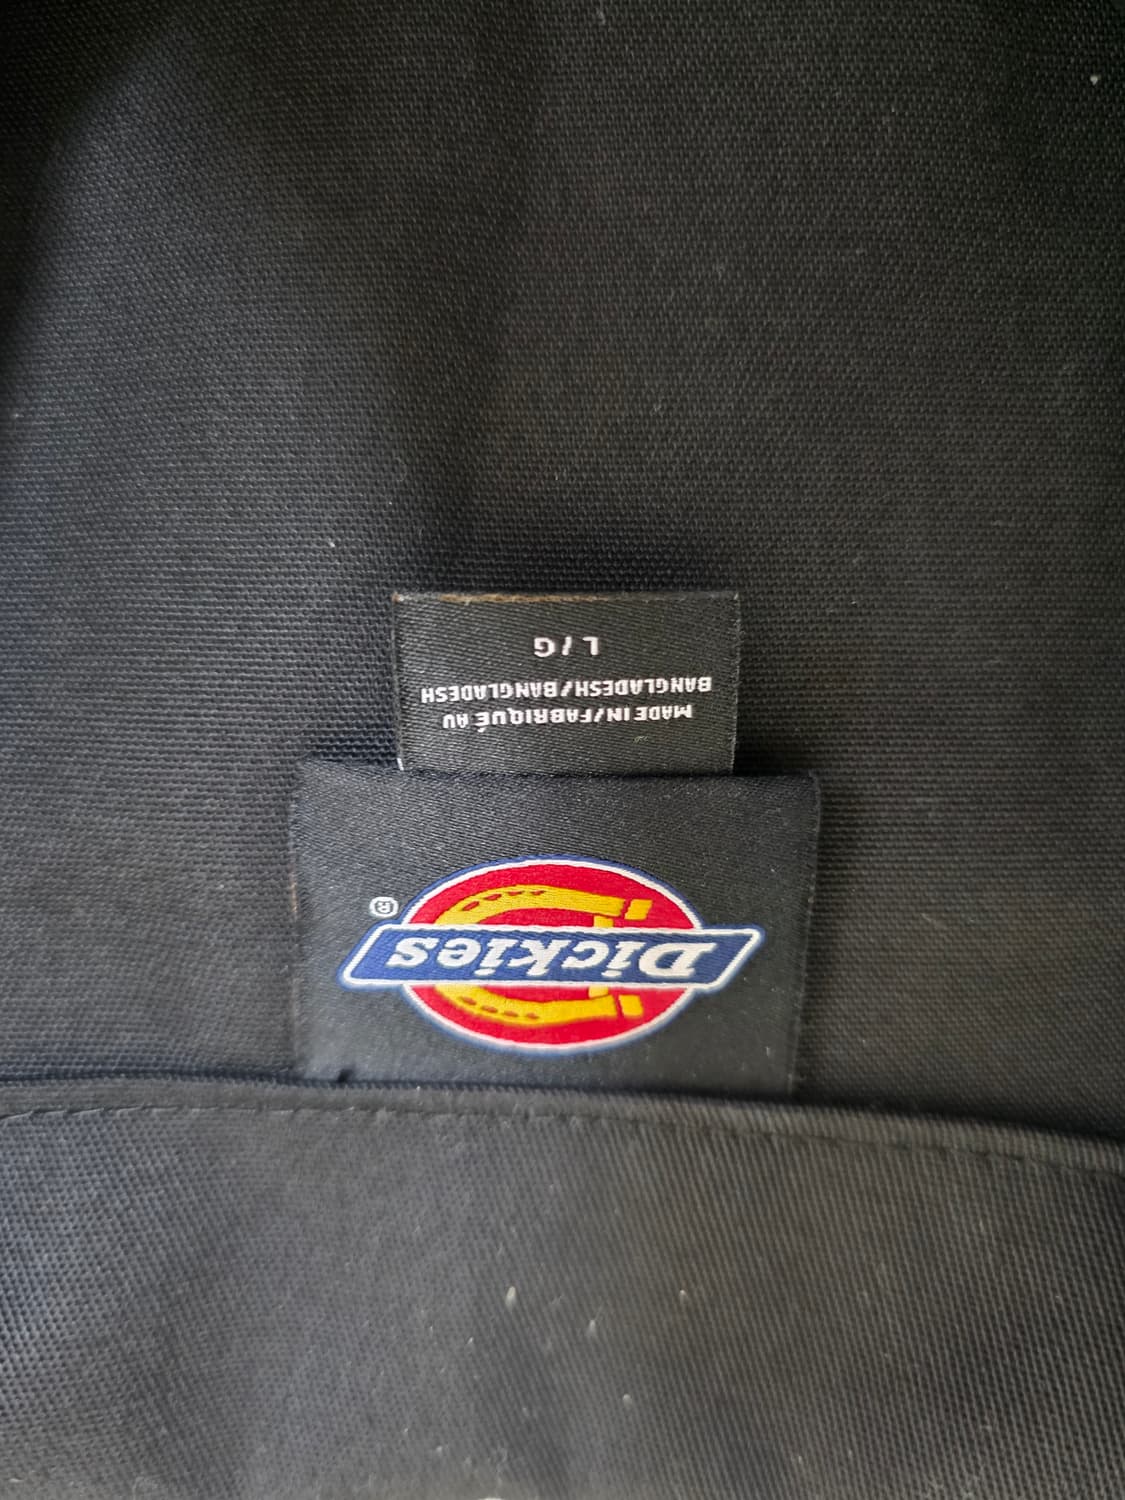 Dickies
®
MADE IN/FABRIQUÉ AU
BANGLADESH/BANGLADESH
L / G